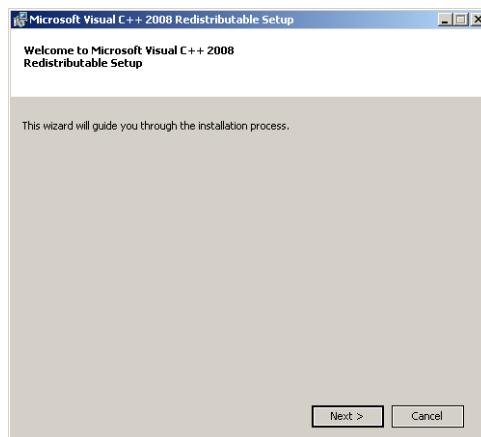 Microsoft Visual C++ 2008 Redistributable Setup
Welcome to Microsoft Visual C++ 2008
Redistributable Setup
This wizard will guide you through the installation process.
Next >
Cancel